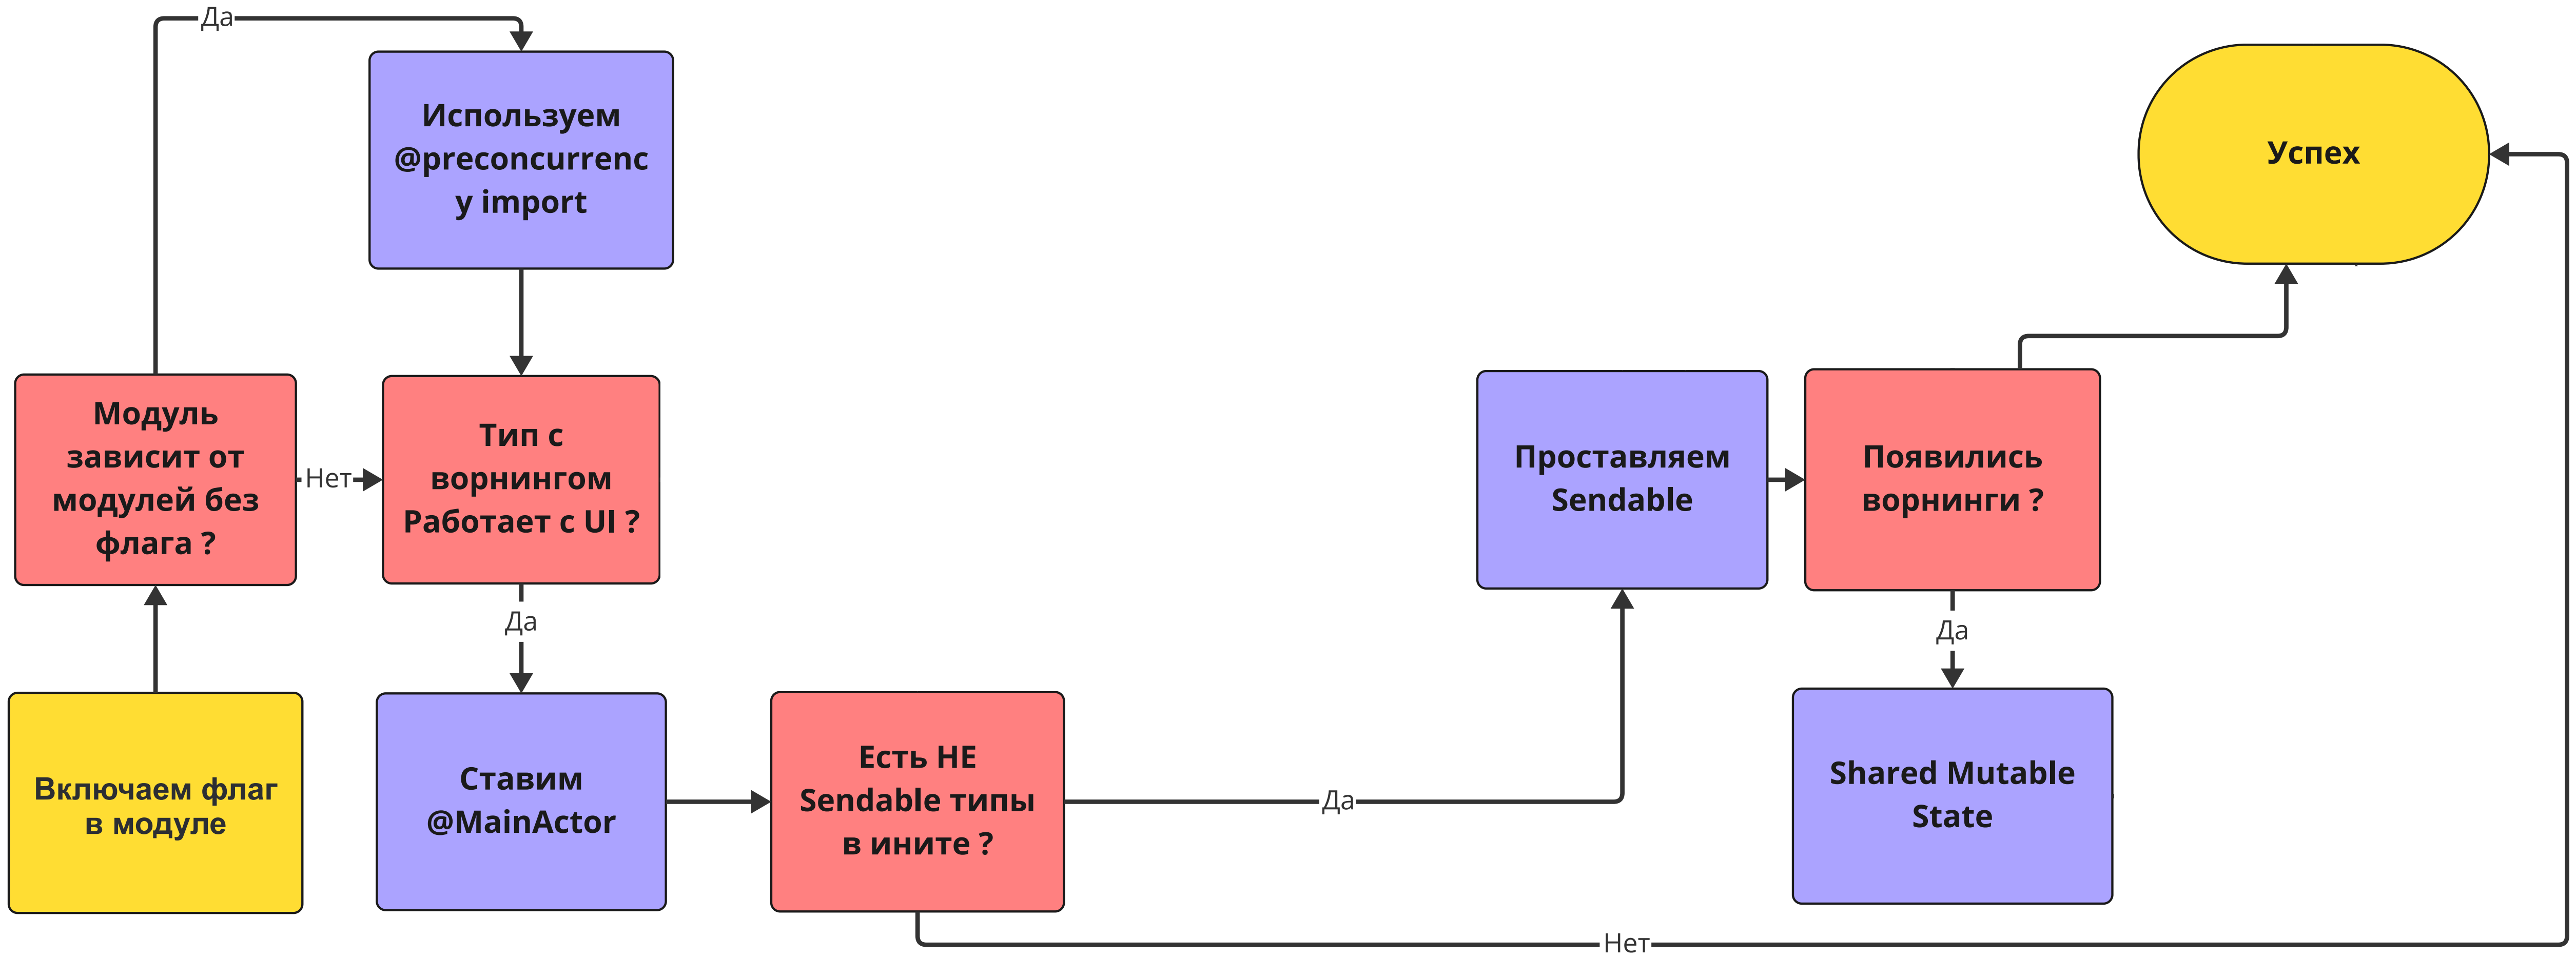 Да
Используем
@preconcurrenc
y import
Успех
Модуль
зависит от
модулей без
флага ?
Нет
Тип с
ворнингом
Работает с UI ?
Проставляем
Sendable
Появились
ворнинги ?
Да
Да
Включаем флаг
в модуле
Ставим
@MainActor
Есть НЕ
Sendable типы
в ините ?
Да
Shared Mutable
State
Нет